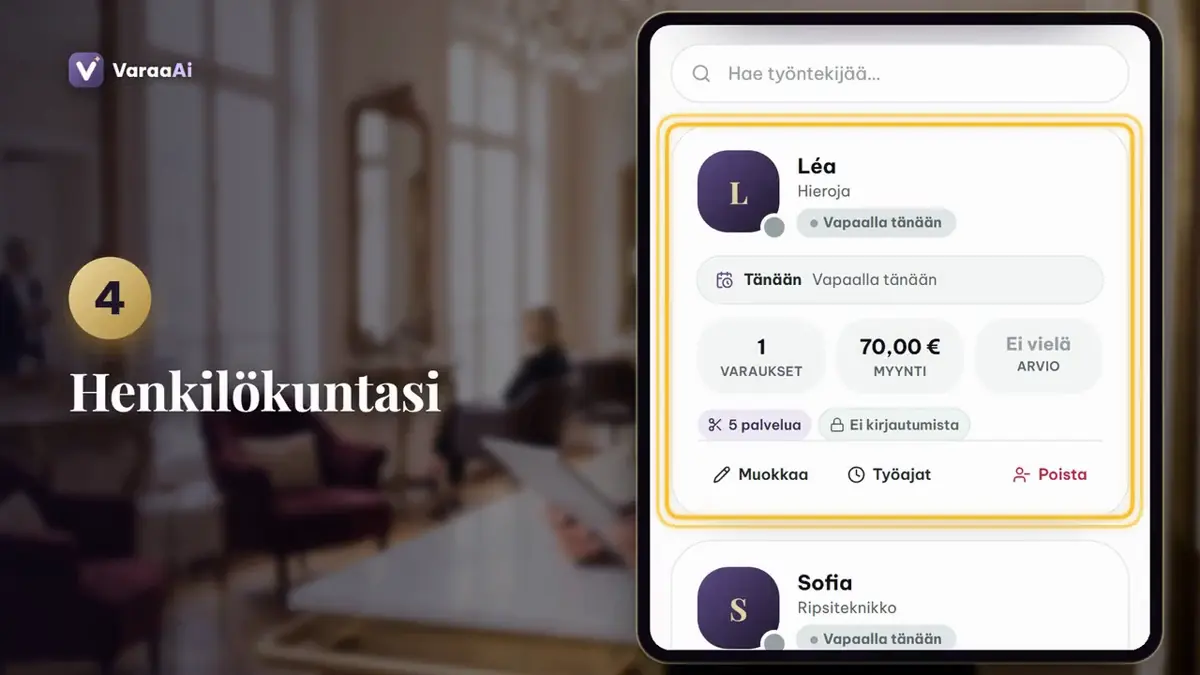 VaraaAi
4
Henkilökuntasi
Hae työntekijää...
L
Léa
Hieroja
Vapaalla tänään
Tänään Vapaalla tänään
1
VARAUKSET
70,00 €
MYYNTI
Ei vielä
ARVIO
5 palvelua
Ei kirjautumista
Muokkaa
Työajat
Poista
S
Sofia
Ripsiteknikko
Vapaalla tänään